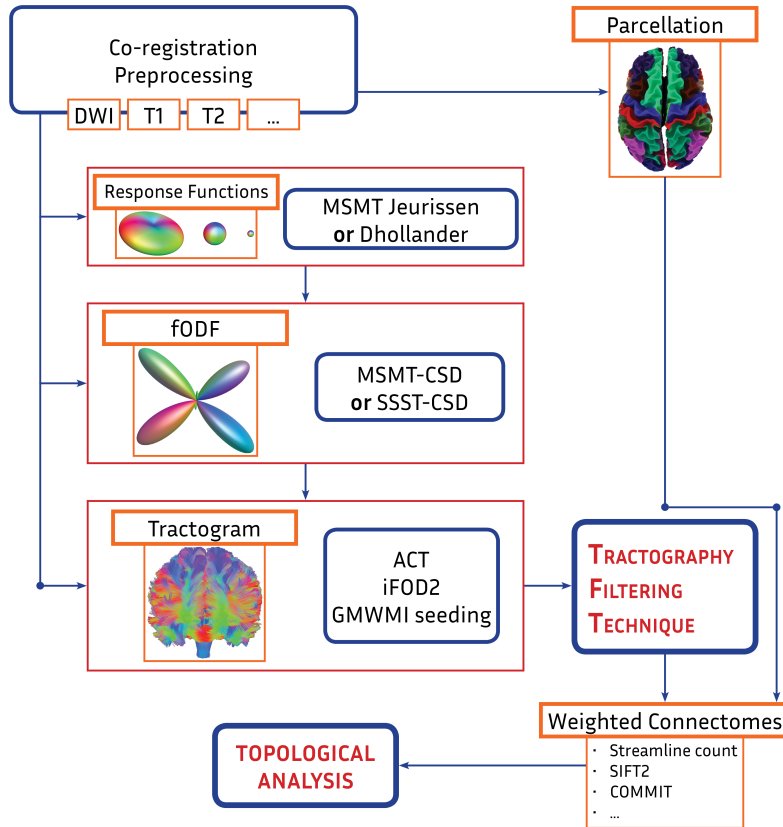 Co-registration
Preprocessing
DWI
T1
T2
...
Parcellation
Response Functions
MSMT Jeurissen
or Dhollander
fODF
MSMT-CSD
or SSST-CSD
Tractogram
ACT
iFOD2
GMWMI seeding
TRACTOGRAPHY
FILTERING
TECHNIQUE
Weighted Connectomes
· Streamline count
· SIFT2
· COMMIT
· ...
TOPOLOGICAL
ANALYSIS